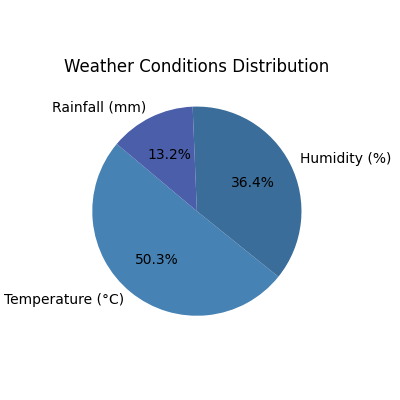 Weather Conditions Distribution
Rainfall (mm)
13.2%
Humidity (%)
36.4%
50.3%
Temperature (°C)